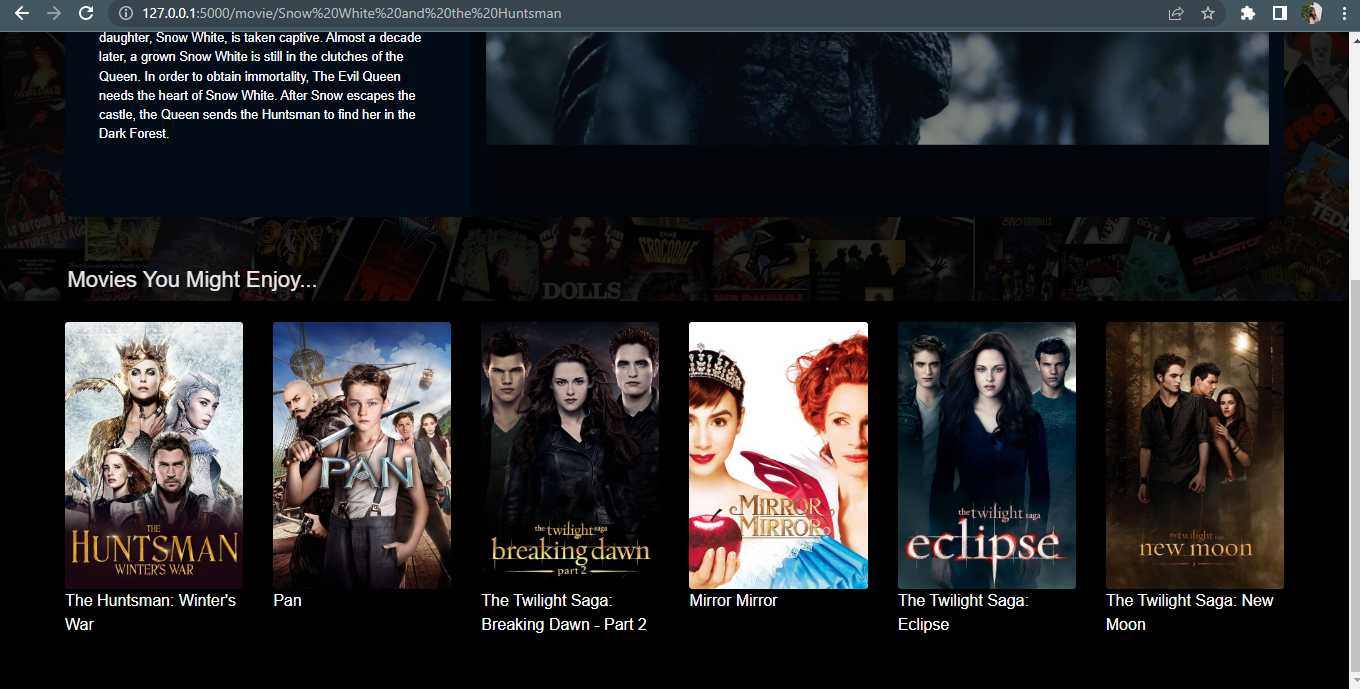 127.0.0.1:5000/movie/Snow%20White%20and%20the%20Huntsman
daughter, Snow White, is taken captive. Almost a decade
later, a grown Snow White is still in the clutches of the
Queen. In order to obtain immortality, The Evil Queen
needs the heart of Snow White. After Snow escapes the
castle, the Queen sends the Huntsman to find her in the
Dark Forest.
CROCODILE
ALLIGATOR
DOLLS
Movies You Might Enjoy...
THE
HUNTSMAN
WINTER'S WAR
PAN
the twilight saga
breaking dawn
part 2
MIRROR
MIRROR
the twilight saga
eclipse
the twilight saga
new moon
The Huntsman: Winter's
War
Pan
The Twilight Saga:
Breaking Dawn - Part 2
Mirror Mirror
The Twilight Saga:
Eclipse
The Twilight Saga: New
Moon